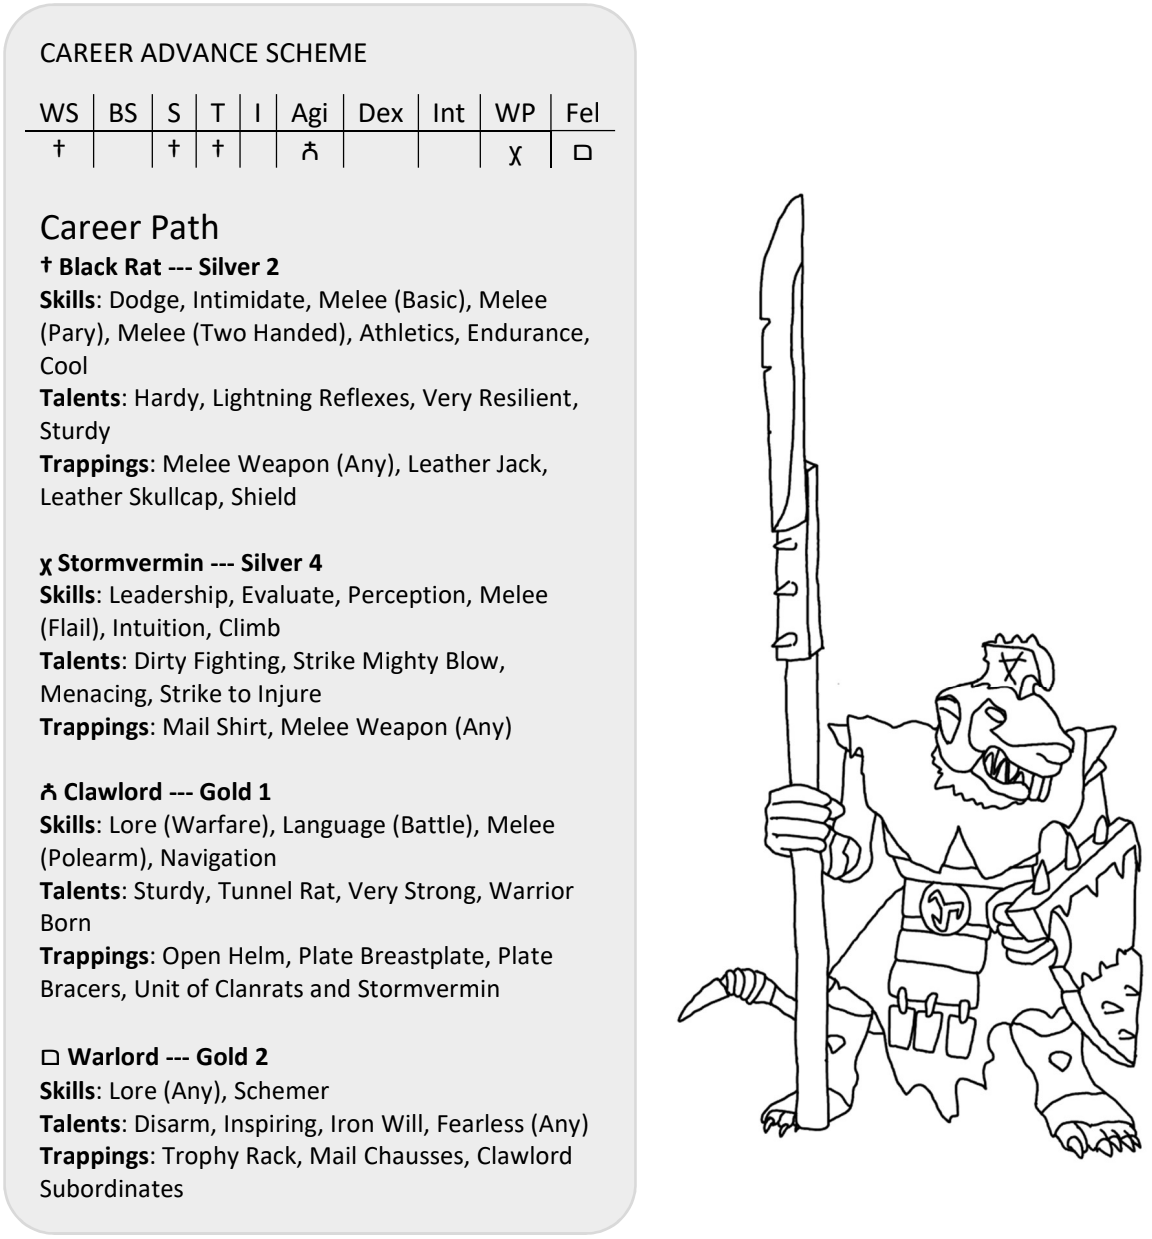 CAREER ADVANCE SCHEME
WS BS S T I Agi Dex Int WP Fel
† † † ⚦ χ ם
Career Path
† Black Rat --- Silver 2
Skills: Dodge, Intimidate, Melee (Basic), Melee
(Pary), Melee (Two Handed), Athletics, Endurance,
Cool
Talents: Hardy, Lightning Reflexes, Very Resilient,
Sturdy
Trappings: Melee Weapon (Any), Leather Jack,
Leather Skullcap, Shield
χ Stormvermin --- Silver 4
Skills: Leadership, Evaluate, Perception, Melee
(Flail), Intuition, Climb
Talents: Dirty Fighting, Strike Mighty Blow,
Menacing, Strike to Injure
Trappings: Mail Shirt, Melee Weapon (Any)
⚦ Clawlord --- Gold 1
Skills: Lore (Warfare), Language (Battle), Melee
(Polearm), Navigation
Talents: Sturdy, Tunnel Rat, Very Strong, Warrior
Born
Trappings: Open Helm, Plate Breastplate, Plate
Bracers, Unit of Clanrats and Stormvermin
ם Warlord --- Gold 2
Skills: Lore (Any), Schemer
Talents: Disarm, Inspiring, Iron Will, Fearless (Any)
Trappings: Trophy Rack, Mail Chausses, Clawlord
Subordinates